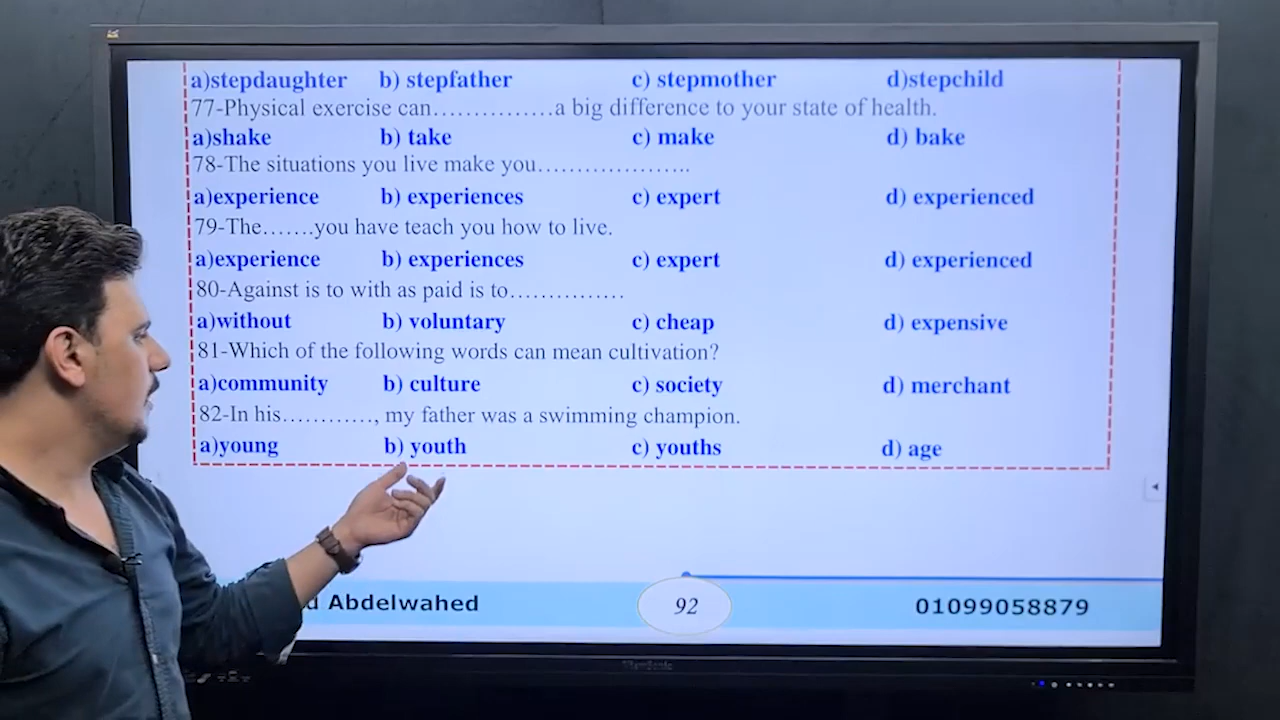 a)stepdaughter b) stepfather c) stepmother d)stepchild
77-Physical exercise can……………a big difference to your state of health.
a)shake b) take c) make d) bake
78-The situations you live make you………………..
a)experience b) experiences c) expert d) experienced
79-The…….you have teach you how to live.
a)experience b) experiences c) expert d) experienced
80-Against is to with as paid is to……………
a)without b) voluntary c) cheap d) expensive
81-Which of the following words can mean cultivation?
a)community b) culture c) society d) merchant
82-In his…………, my father was a swimming champion.
a)young b) youth c) youths d) age
Abdelwahed 92 01099058879
ViewSonic